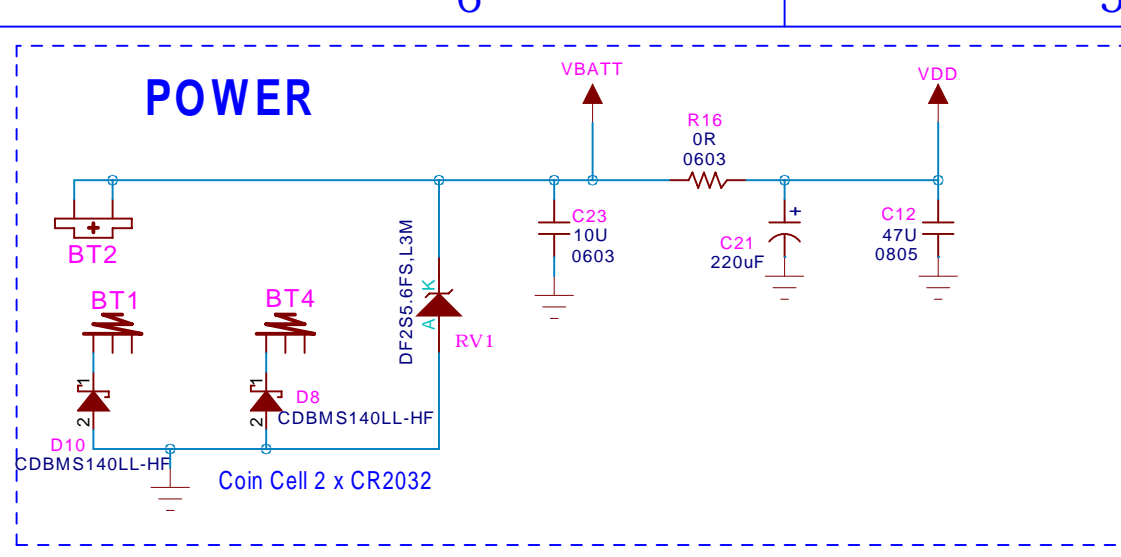 6
5
POWER
VBATT
VDD
R16
0R
0603
BT2
C23
10U
0603
C21
+
220uF
C12
47U
0805
BT1
BT4
DF2S5.6FS,L3M
K
A
RV1
1
2
D10
CDBMS140LL-HF
1
2
D8
CDBMS140LL-HF
Coin Cell 2 x CR2032